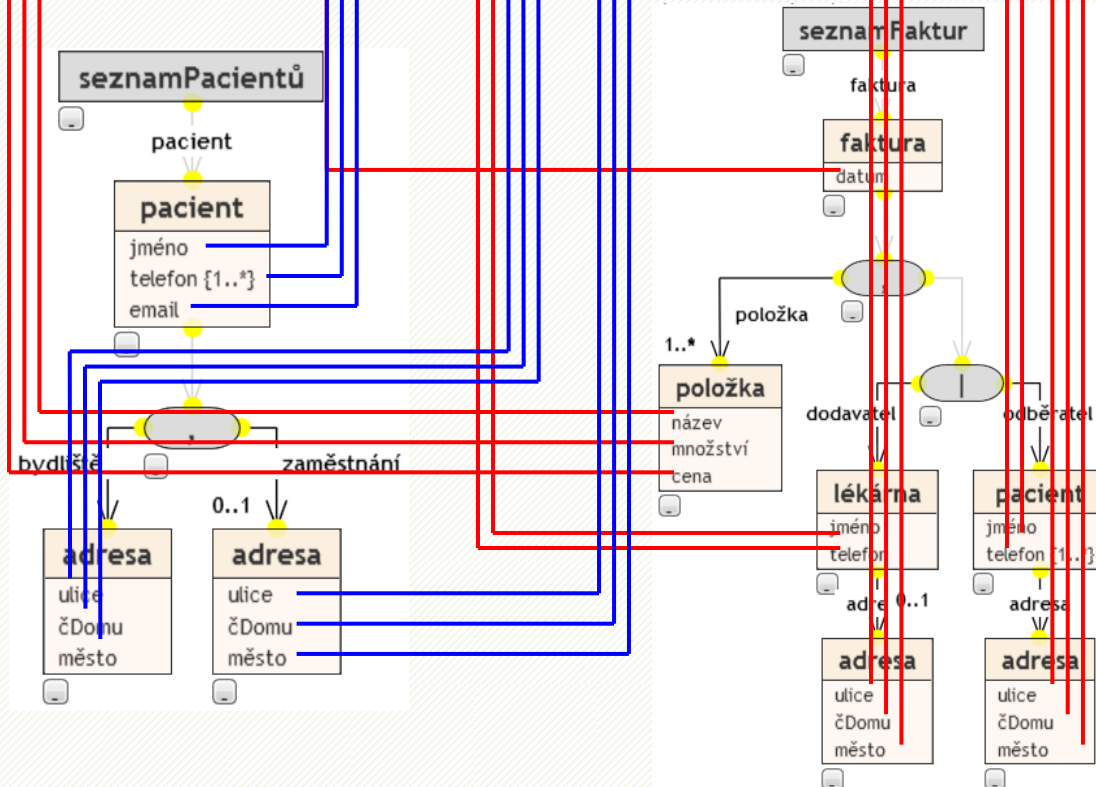 seznamPacientů
pacient
pacient
jméno
telefon {1..*}
email
,
bydliště
zaměstnání
0..1
adresa
ulice
čDomu
město
adresa
ulice
čDomu
město
seznamFaktur
faktura
faktura
datum
,
položka
1..*
položka
název
množství
cena
|
dodavatel
odběratel
lékárna
jméno
telefon
pacient
jméno
telefon {1..*}
0..1
adresa
adresa
ulice
čDomu
město
adresa
ulice
čDomu
město